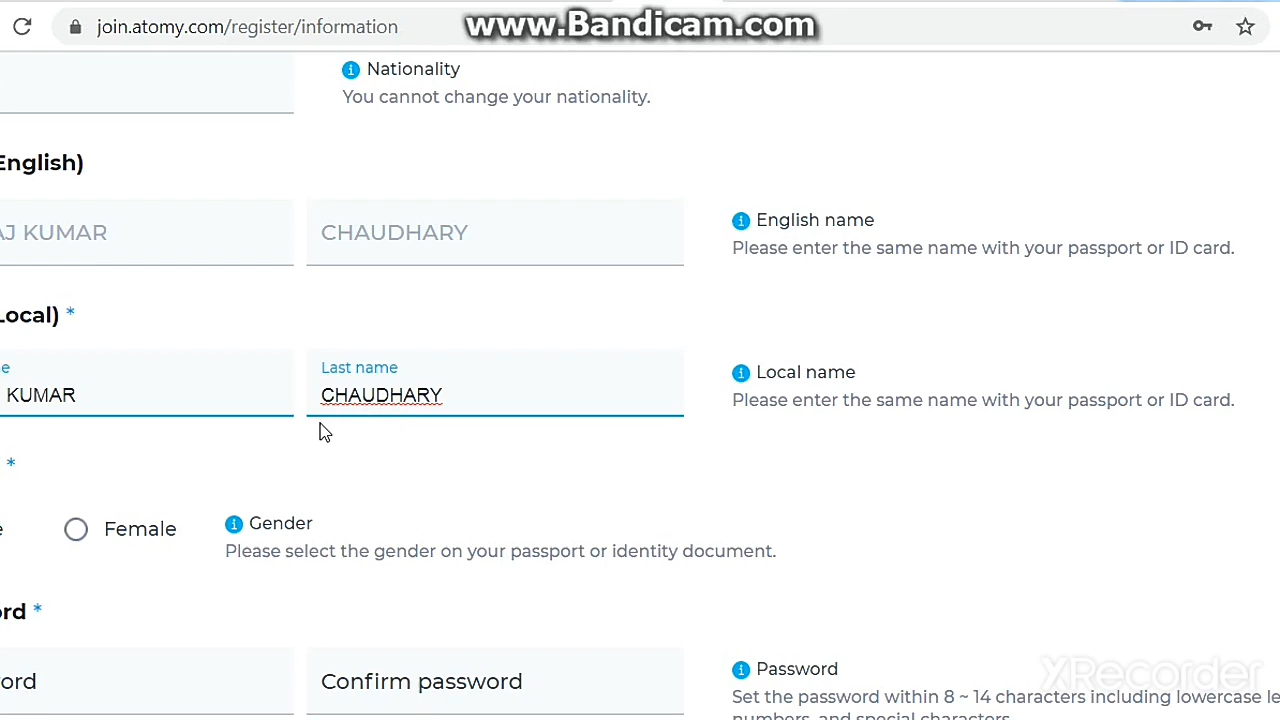 www.Bandicam.com
join.atomy.com/register/information
Nationality
You cannot change your nationality.
English)
AJ KUMAR
CHAUDHARY
English name
Please enter the same name with your passport or ID card.
Local) *
e
Last name
KUMAR
CHAUDHARY
Local name
Please enter the same name with your passport or ID card.
*
e
Female
Gender
Please select the gender on your passport or identity document.
ord *
ord
Confirm password
Password
Set the password within 8 ~ 14 characters including lowercase le
numbers, and special characters.
XRecorder